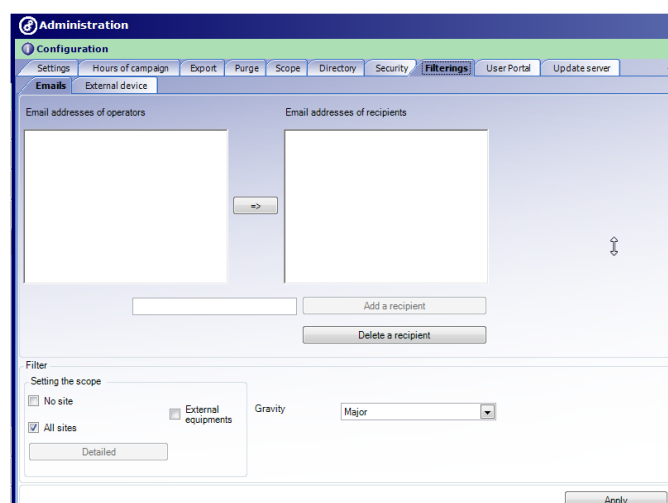 Administration
Configuration
Settings Hours of campaign Export Purge Scope Directory Security Filterings User Portal Update server
Emails External device
Email addresses of operators Email addresses of recipients
=>
Add a recipient
Delete a recipient
Filter
Setting the scope
No site
External equipments
Gravity Major
All sites
Detailed
Apply